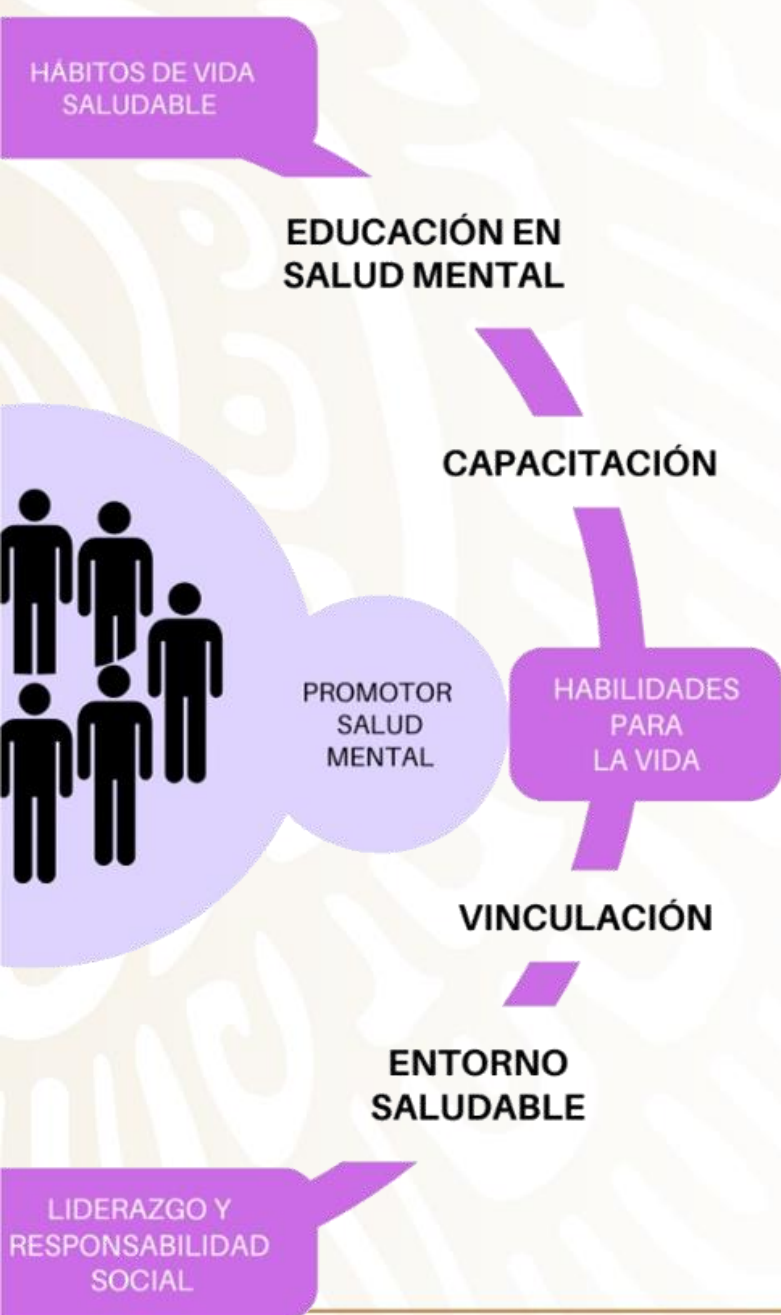 HÁBITOS DE VIDA
SALUDABLE
EDUCACIÓN EN
SALUD MENTAL
CAPACITACIÓN
PROMOTOR
SALUD
MENTAL
HABILIDADES
PARA
LA VIDA
VINCULACIÓN
ENTORNO
SALUDABLE
LIDERAZGO Y
RESPONSABILIDAD
SOCIAL